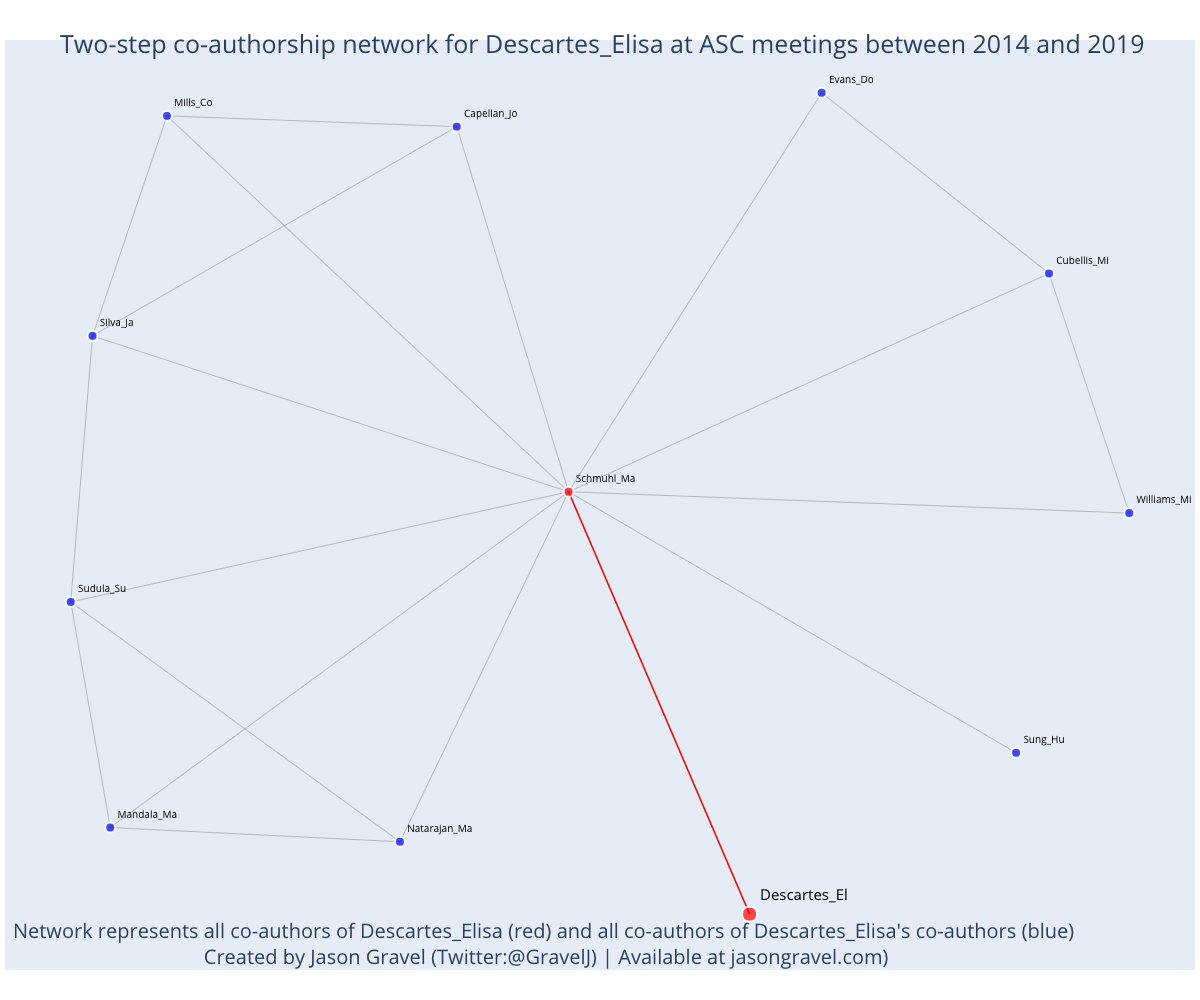 Two-step co-authorship network for Descartes_Elisa at ASC meetings between 2014 and 2019
Evans_Do
Mills_Co
Capellan_Jo
Cubellis_Mi
Silva_Ja
Schmuhl_Ma
Williams_Mi
Sudula_Su
Sung_Hu
Mandala_Ma
Natarajan_Ma
Descartes_El
Network represents all co-authors of Descartes_Elisa (red) and all co-authors of Descartes_Elisa's co-authors (blue)
Created by Jason Gravel (Twitter:@GravelJ) | Available at jasongravel.com)